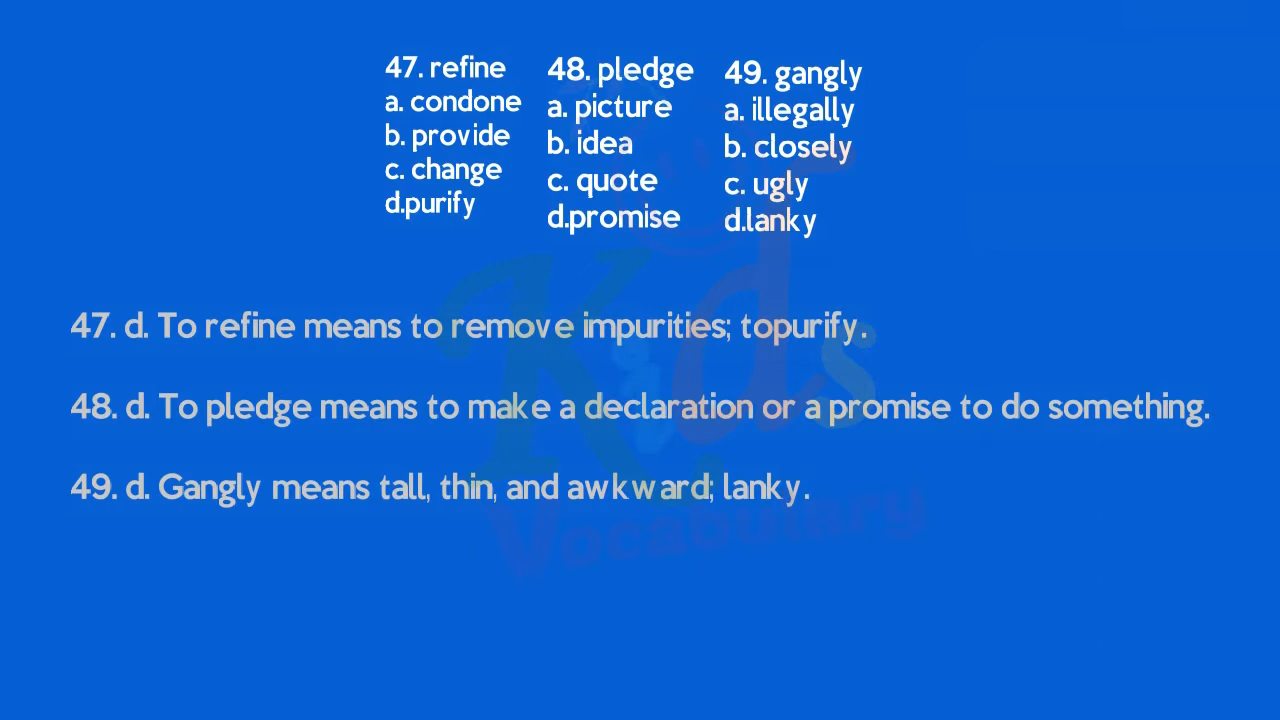 47. refine
a. condone
b. provide
c. change
d.purify
48. pledge
a. picture
b. idea
c. quote
d.promise
49. gangly
a. illegally
b. closely
c. ugly
d.lanky
47. d. To refine means to remove impurities; topurify.
48. d. To pledge means to make a declaration or a promise to do something.
49. d. Gangly means tall, thin, and awkward; lanky.
Kids
Vocabulary